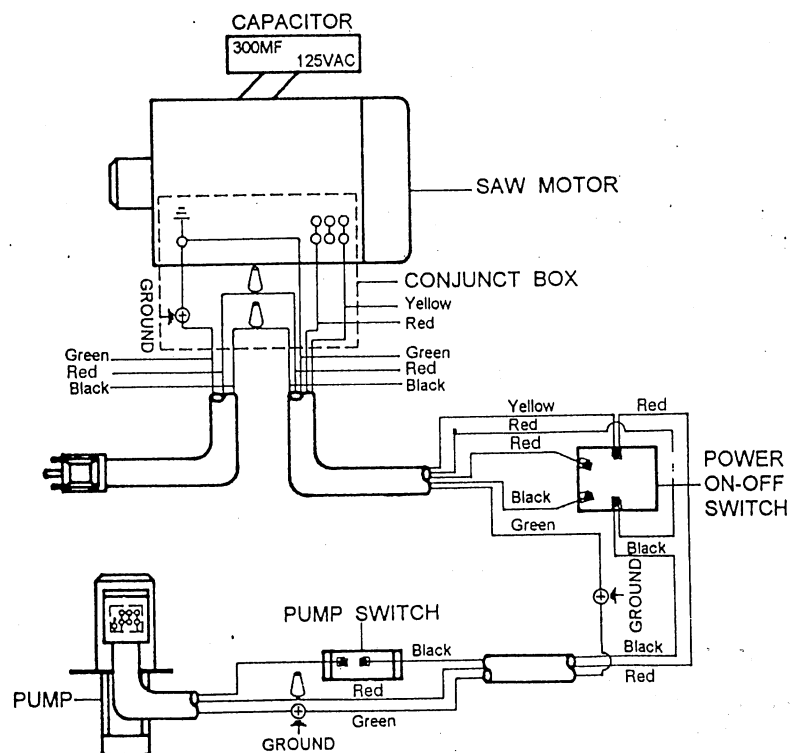 CAPACITOR
300MF
125VAC
SAW MOTOR
CONJUNCT BOX
GROUND
Yellow
Red
Green
Red
Black
Green
Red
Black
Yellow
Red
Red
Red
Black
Green
POWER
ON-OFF
SWITCH
Black
GROUND
PUMP SWITCH
Black
Black
Red
Red
Green
PUMP
GROUND